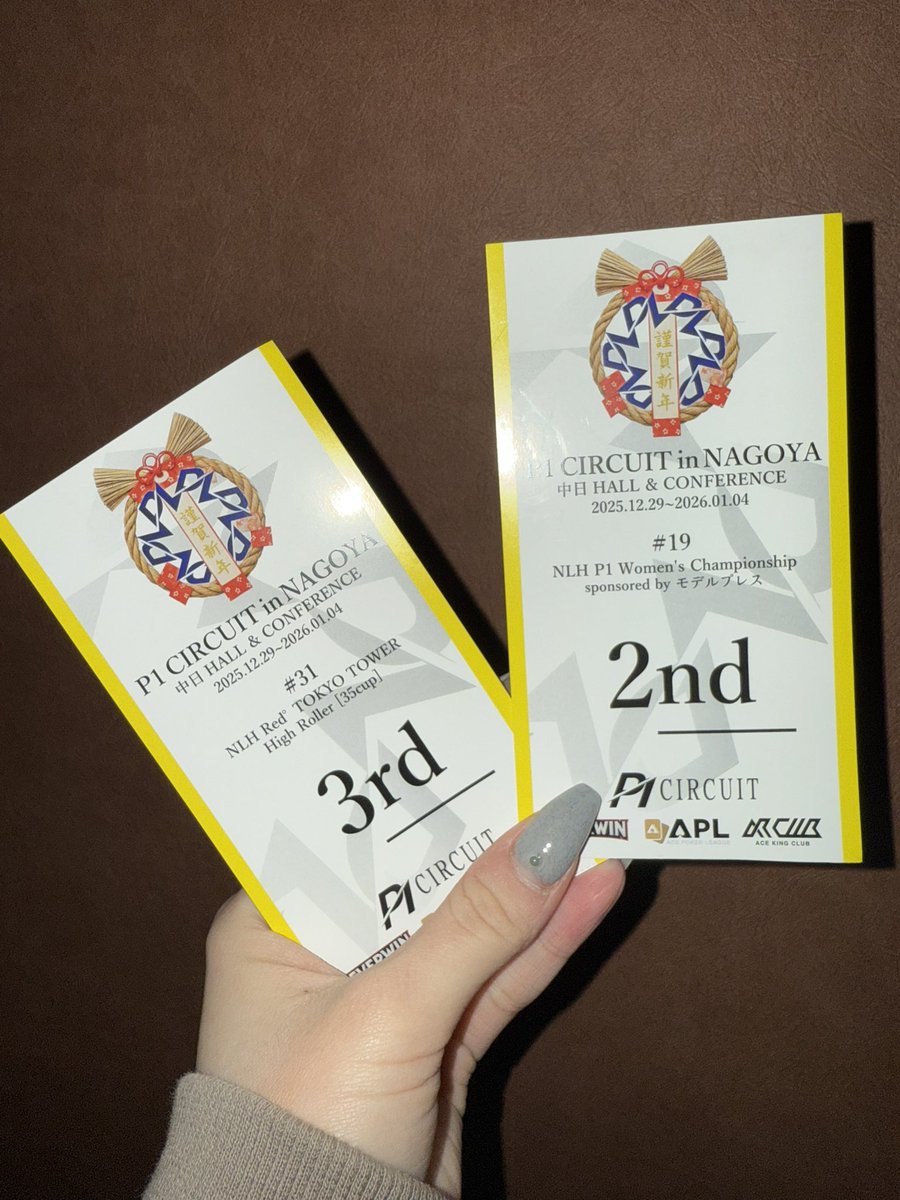 謹賀新年
P1 CIRCUIT in NAGOYA
中日 HALL & CONFERENCE
2025.12.29~2026.01.04
#31
NLH Red° TOKYO TOWER
High Roller [35cup]
3rd
P1 CIRCUIT
EVERWIN
謹賀新年
P1 CIRCUIT in NAGOYA
中日 HALL & CONFERENCE
2025.12.29~2026.01.04
#19
NLH P1 Women's Championship
sponsored by モデルプレス
2nd
P1 CIRCUIT
WIN APL
ACE POKER LEAGUE
ACE KING CLUB